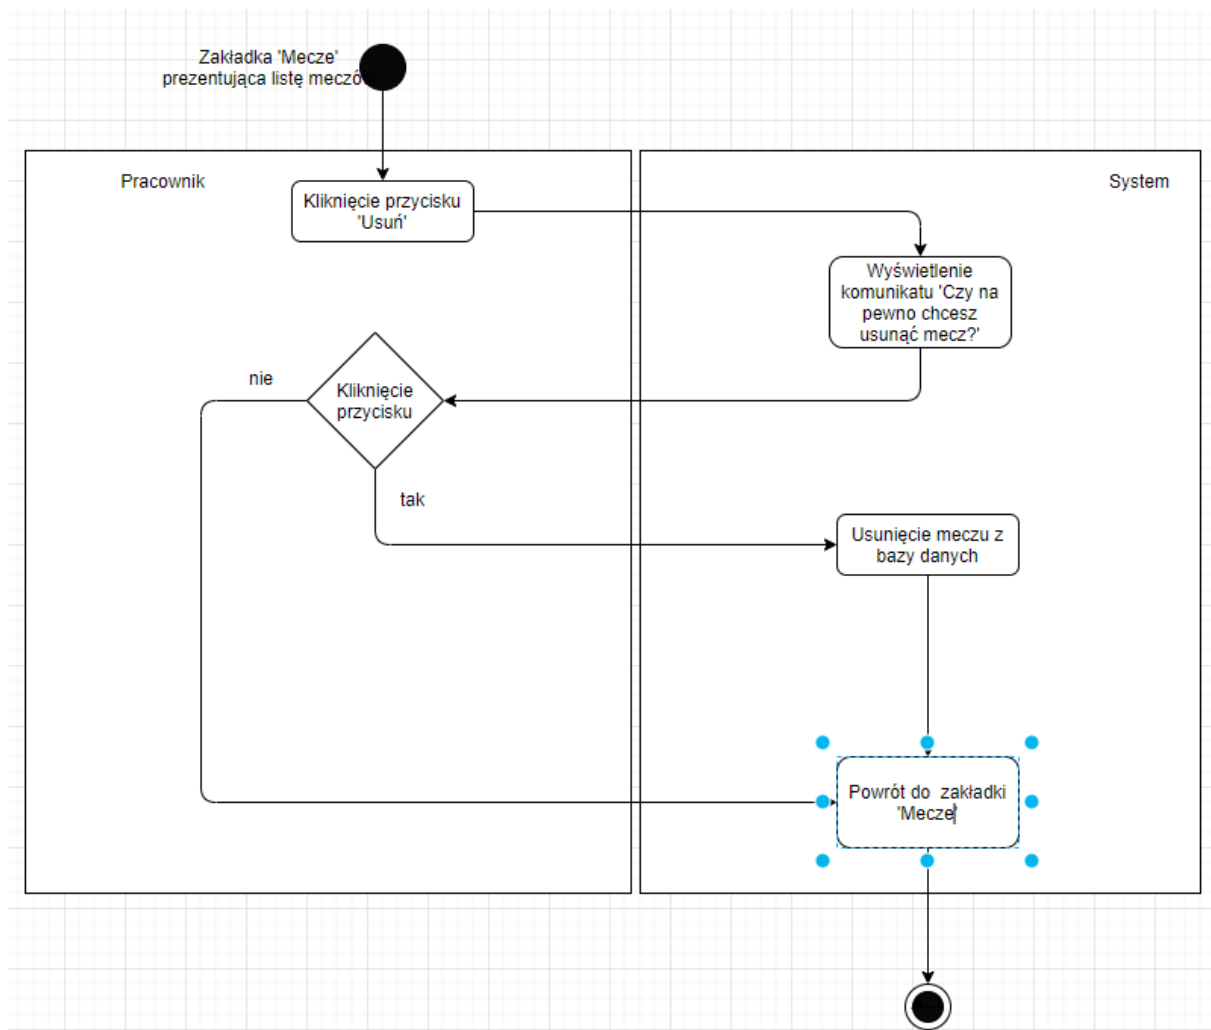 Zakładka 'Mecze'
prezentująca listę meczów
Pracownik
System
Kliknięcie przycisku
'Usuń'
Wyświetlenie
komunikatu 'Czy na
pewno chcesz
usunąć mecz?'
nie
Kliknięcie
przycisku
tak
Usunięcie meczu z
bazy danych
Powrót do zakładki
'Mecze'